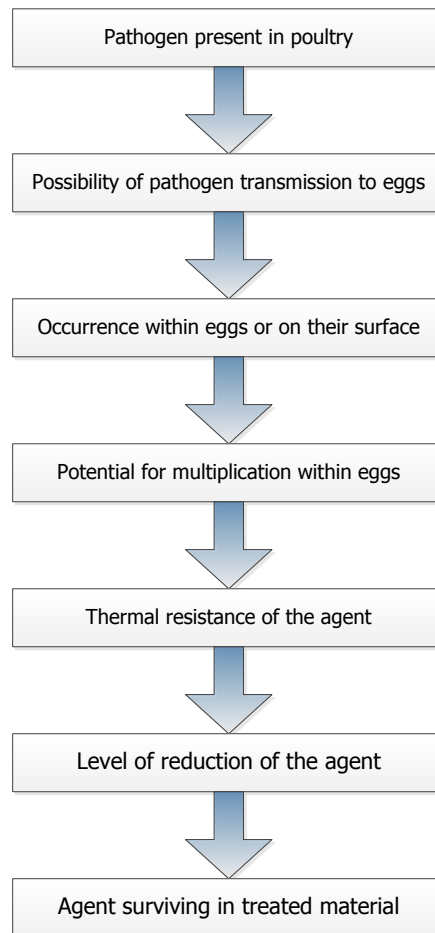 Pathogen present in poultry
Possibility of pathogen transmission to eggs
Occurrence within eggs or on their surface
Potential for multiplication within eggs
Thermal resistance of the agent
Level of reduction of the agent
Agent surviving in treated material